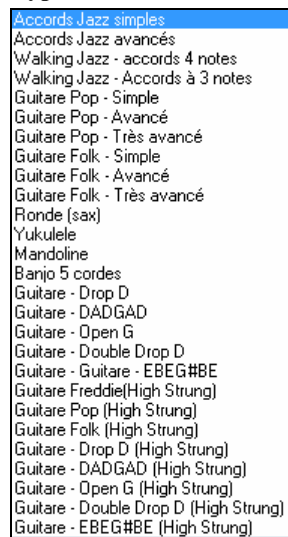 Accords Jazz simples
Accords Jazz avancés
Walking Jazz - accords 4 notes
Walking Jazz - Accords à 3 notes
Guitare Pop - Simple
Guitare Pop - Avancé
Guitare Pop - Très avancé
Guitare Folk - Simple
Guitare Folk - Avancé
Guitare Folk - Très avancé
Ronde (sax)
Yukulele
Mandoline
Banjo 5 cordes
Guitare - Drop D
Guitare - DADGAD
Guitare - Open G
Guitare - Double Drop D
Guitare - Guitare - EBEG#BE
Guitare Freddie(High Strung)
Guitare Pop (High Strung)
Guitare Folk (High Strung)
Guitare - Drop D (High Strung)
Guitare - DADGAD (High Strung)
Guitare - Open G (High Strung)
Guitare - Double Drop D (High Strung)
Guitare - EBEG#BE (High Strung)